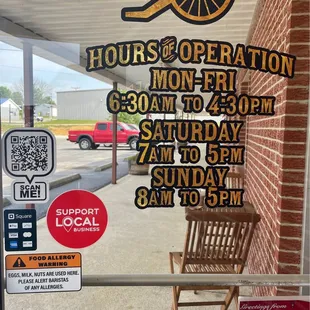 HOURS OF OPERATION
MON-FRI
6:30AM TO 4:30PM
SATURDAY
7AM TO 5PM
SUNDAY
8AM TO 5PM
SCAN
ME!
Square
SUPPORT
LOCAL
BUSINESS
FOOD ALLERGY
WARNING
EGGS, MILK, NUTS ARE USED HERE.
PLEASE ALERT BARISTAS
OF ANY ALLERGIES.
Greetings from